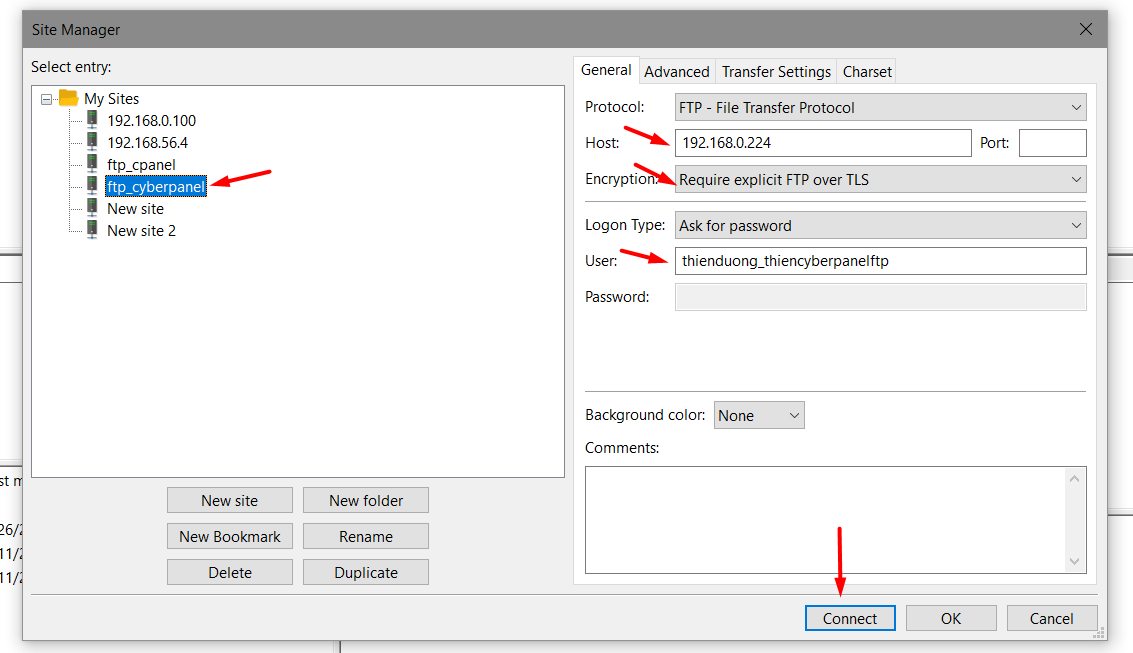 Site Manager
Select entry:
My Sites
192.168.0.100
192.168.56.4
ftp_cpanel
ftp_cyberpanel
New site
New site 2
New site
New folder
New Bookmark
Rename
Delete
Duplicate
General
Advanced
Transfer Settings
Charset
Protocol:
FTP - File Transfer Protocol
Host:
192.168.0.224
Port:
Encryption:
Require explicit FTP over TLS
Logon Type:
Ask for password
User:
thienduong_thiencyberpanelftp
Password:
Background color:
None
Comments:
Connect
OK
Cancel
st m
26/2
11/2
11/2